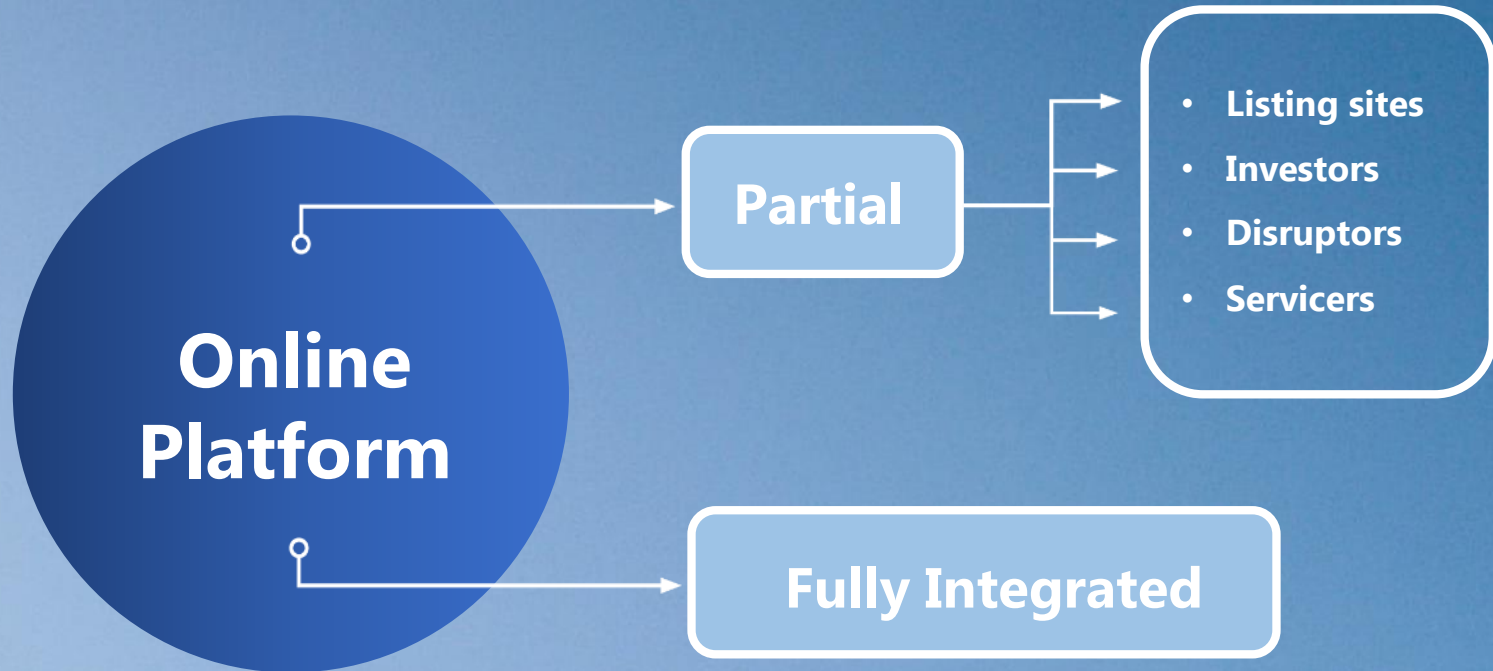 Online
Platform
Partial
• Listing sites
• Investors
• Disruptors
• Servicers
Fully Integrated